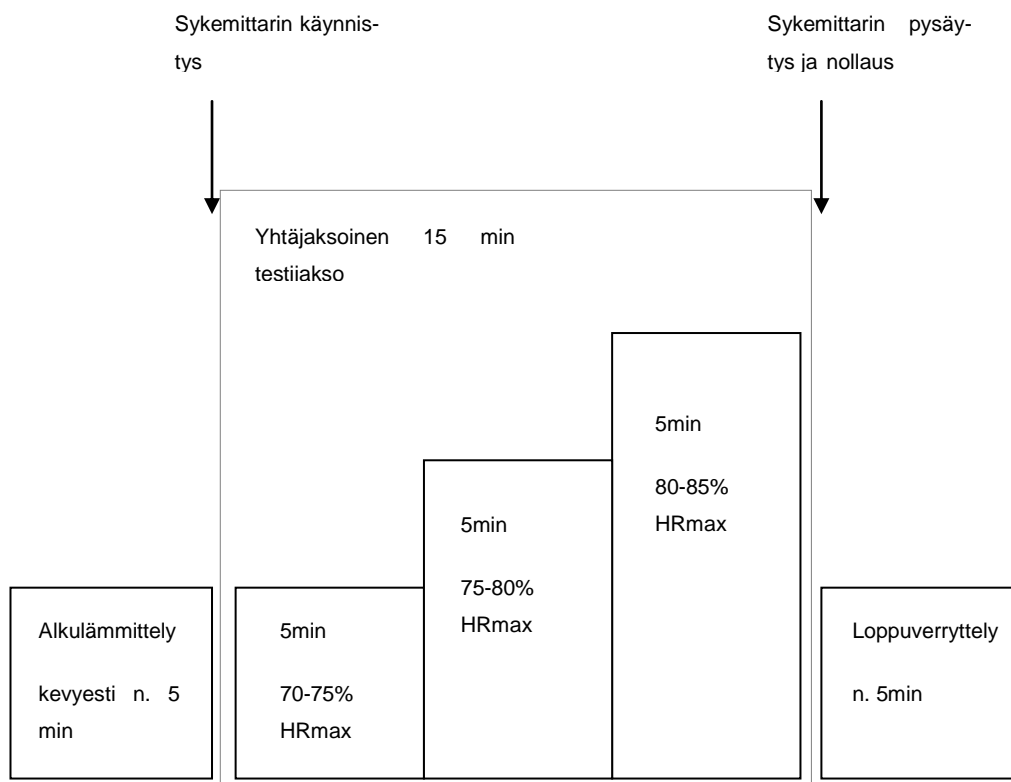 Sykemittarin käynnis-
tys
Sykemittarin pysäy-
tys ja nollaus
Yhtäjaksoinen 15 min
testijakso
5min
80-85%
HRmax
5min
75-80%
HRmax
Alkulämmittely
kevyesti n. 5
min
5min
70-75%
HRmax
Loppuverryttely
n. 5min